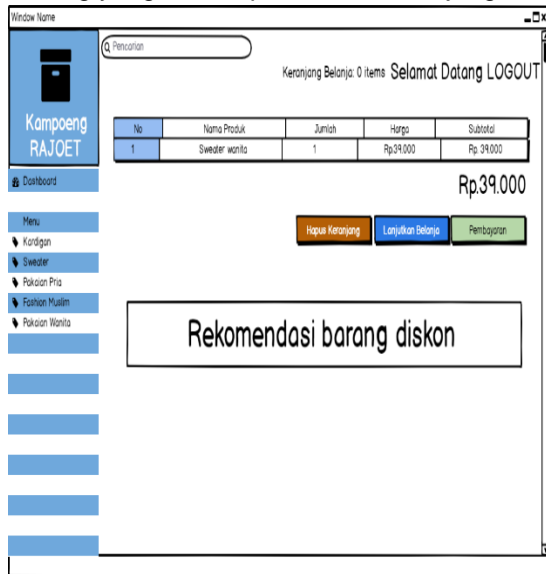 Window Name
Pencarian
Keranjang Belanja: 0 items Selamat Datang LOGOUT
Kampoeng
RAJOET
No Nama Produk Jumlah Harga Subtotal
1 Sweater wanita 1 Rp.39.000 Rp. 39.000
Rp.39.000
Dashboard
Hapus Keranjang Lanjutkan Belanja Pembayaran
Menu
Kardigan
Sweater
Pakaian Pria
Fashion Muslim
Pakaian Wanita
Rekomendasi barang diskon